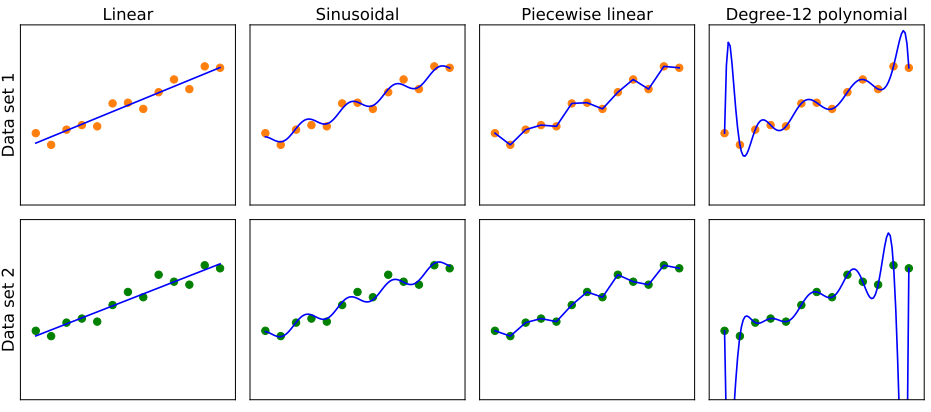 Linear
Sinusoidal
Piecewise linear
Degree-12 polynomial
Data set 1
Data set 2